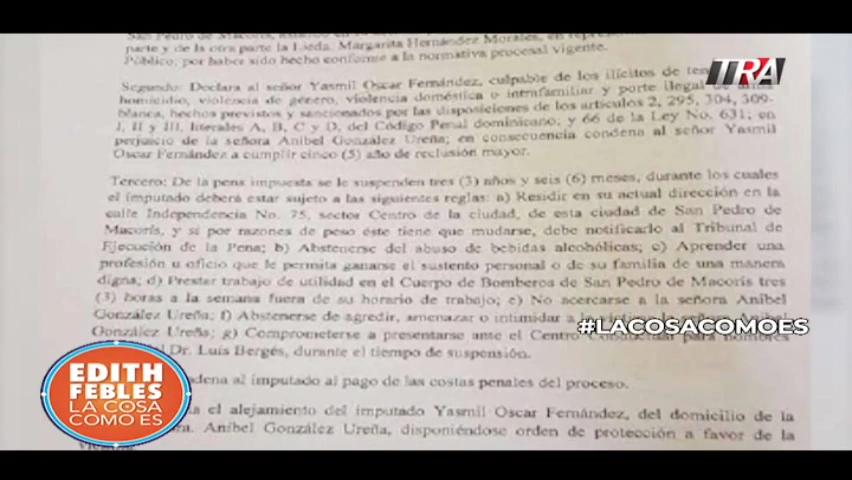 San Pedro de Macorís,
parte y de la otra parte la Licda. Margarita Hernández Morales, en
Público; por haber sido hecho conforme a la normativa procesal vigente.
TRA
Segundo: Declara al señor Yasmil Oscar Fernández, culpable de los ilícitos de
homicidio, violencia de género, violencia doméstica o intrafamiliar y porte ilegal de arma
blanca, hechos previstos y sancionados por las disposiciones de los artículos 2, 295, 304, 309-
I, II y III, literales A, B, C y D, del Código Penal dominicano; y 66 de la Ley No. 631; en
perjuicio de la señora Anibel González Ureña; en consecuencia condena al señor Yasmil
Oscar Fernández a cumplir cinco (5) año de reclusión mayor.
Tercero: De la pena impuesta se le suspenden tres (3) años y seis (6) meses, durante los cuales
el imputado deberá estar sujeto a las siguientes reglas: a) Residir en su actual dirección en la
calle Independencia No. 75, sector Centro de la ciudad, de esta ciudad de San Pedro de
Macorís, y si por razones de peso éste tiene que mudarse, debe notificarlo al Tribunal de
Ejecución de la Pena; b) Abstenerse del abuso de bebidas alcohólicas; c) Aprender una
profesión u oficio que le permita ganarse el sustento personal o de su familia de una manera
digna; d) Prestar trabajo de utilidad en el Cuerpo de Bomberos de San Pedro de Macorís tres
(3) horas a la semana fuera de su horario de trabajo; e) No acercarse a la señora Anibel
González Ureña; f) Abstenerse de agredir, amenazar o intimidar a la
#LACOSACOMOES
González Ureña; g) Comprometerse a presentarse ante el Centro Conductual para hombres
Dr. Luis Bergés, durante el tiempo de suspensión.
EDITH
FEBLES
LA COSA
COMO ES
al imputado al pago de las costas penales del proceso.
el alejamiento del imputado Yasmil Oscar Fernández, del domicilio de la
Anibel González Ureña, disponiéndose orden de protección a favor de la